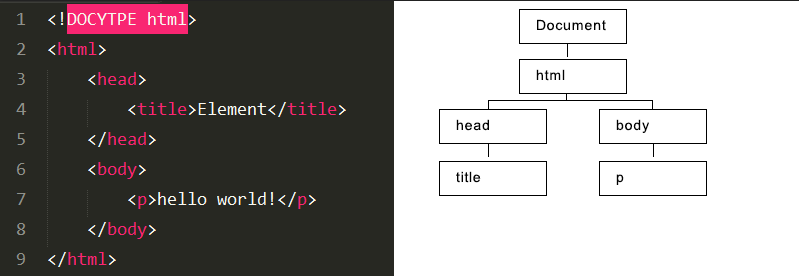 1 <!DOCYTPE html>
2 <html>
3     <head>
4         <title>Element</title>
5     </head>
6     <body>
7         <p>hello world!</p>
8     </body>
9 </html>
Document
html
head body
title p